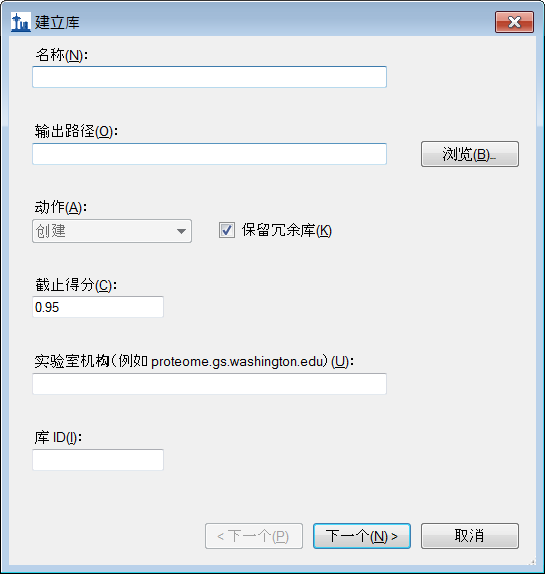 建立库
名称(N):
输出路径(O):
浏览(B)...
动作(A):
创建
保留冗余库(K)
截止得分(C):
0.95
实验室机构(例如 proteome.gs.washington.edu) (U):
库 ID(I):
< 下一个(P)
下一个(N) >
取消